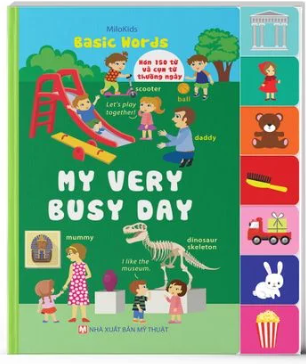 MiloKids
Basic Words
Hơn 150 từ
và cụm từ
thường ngày
scooter
ball
Let's play
together!
daddy
MY VERY
BUSY DAY
mummy
dinosaur
skeleton
I like the
museum.
NHÀ XUẤT BẢN MỸ THUẬT